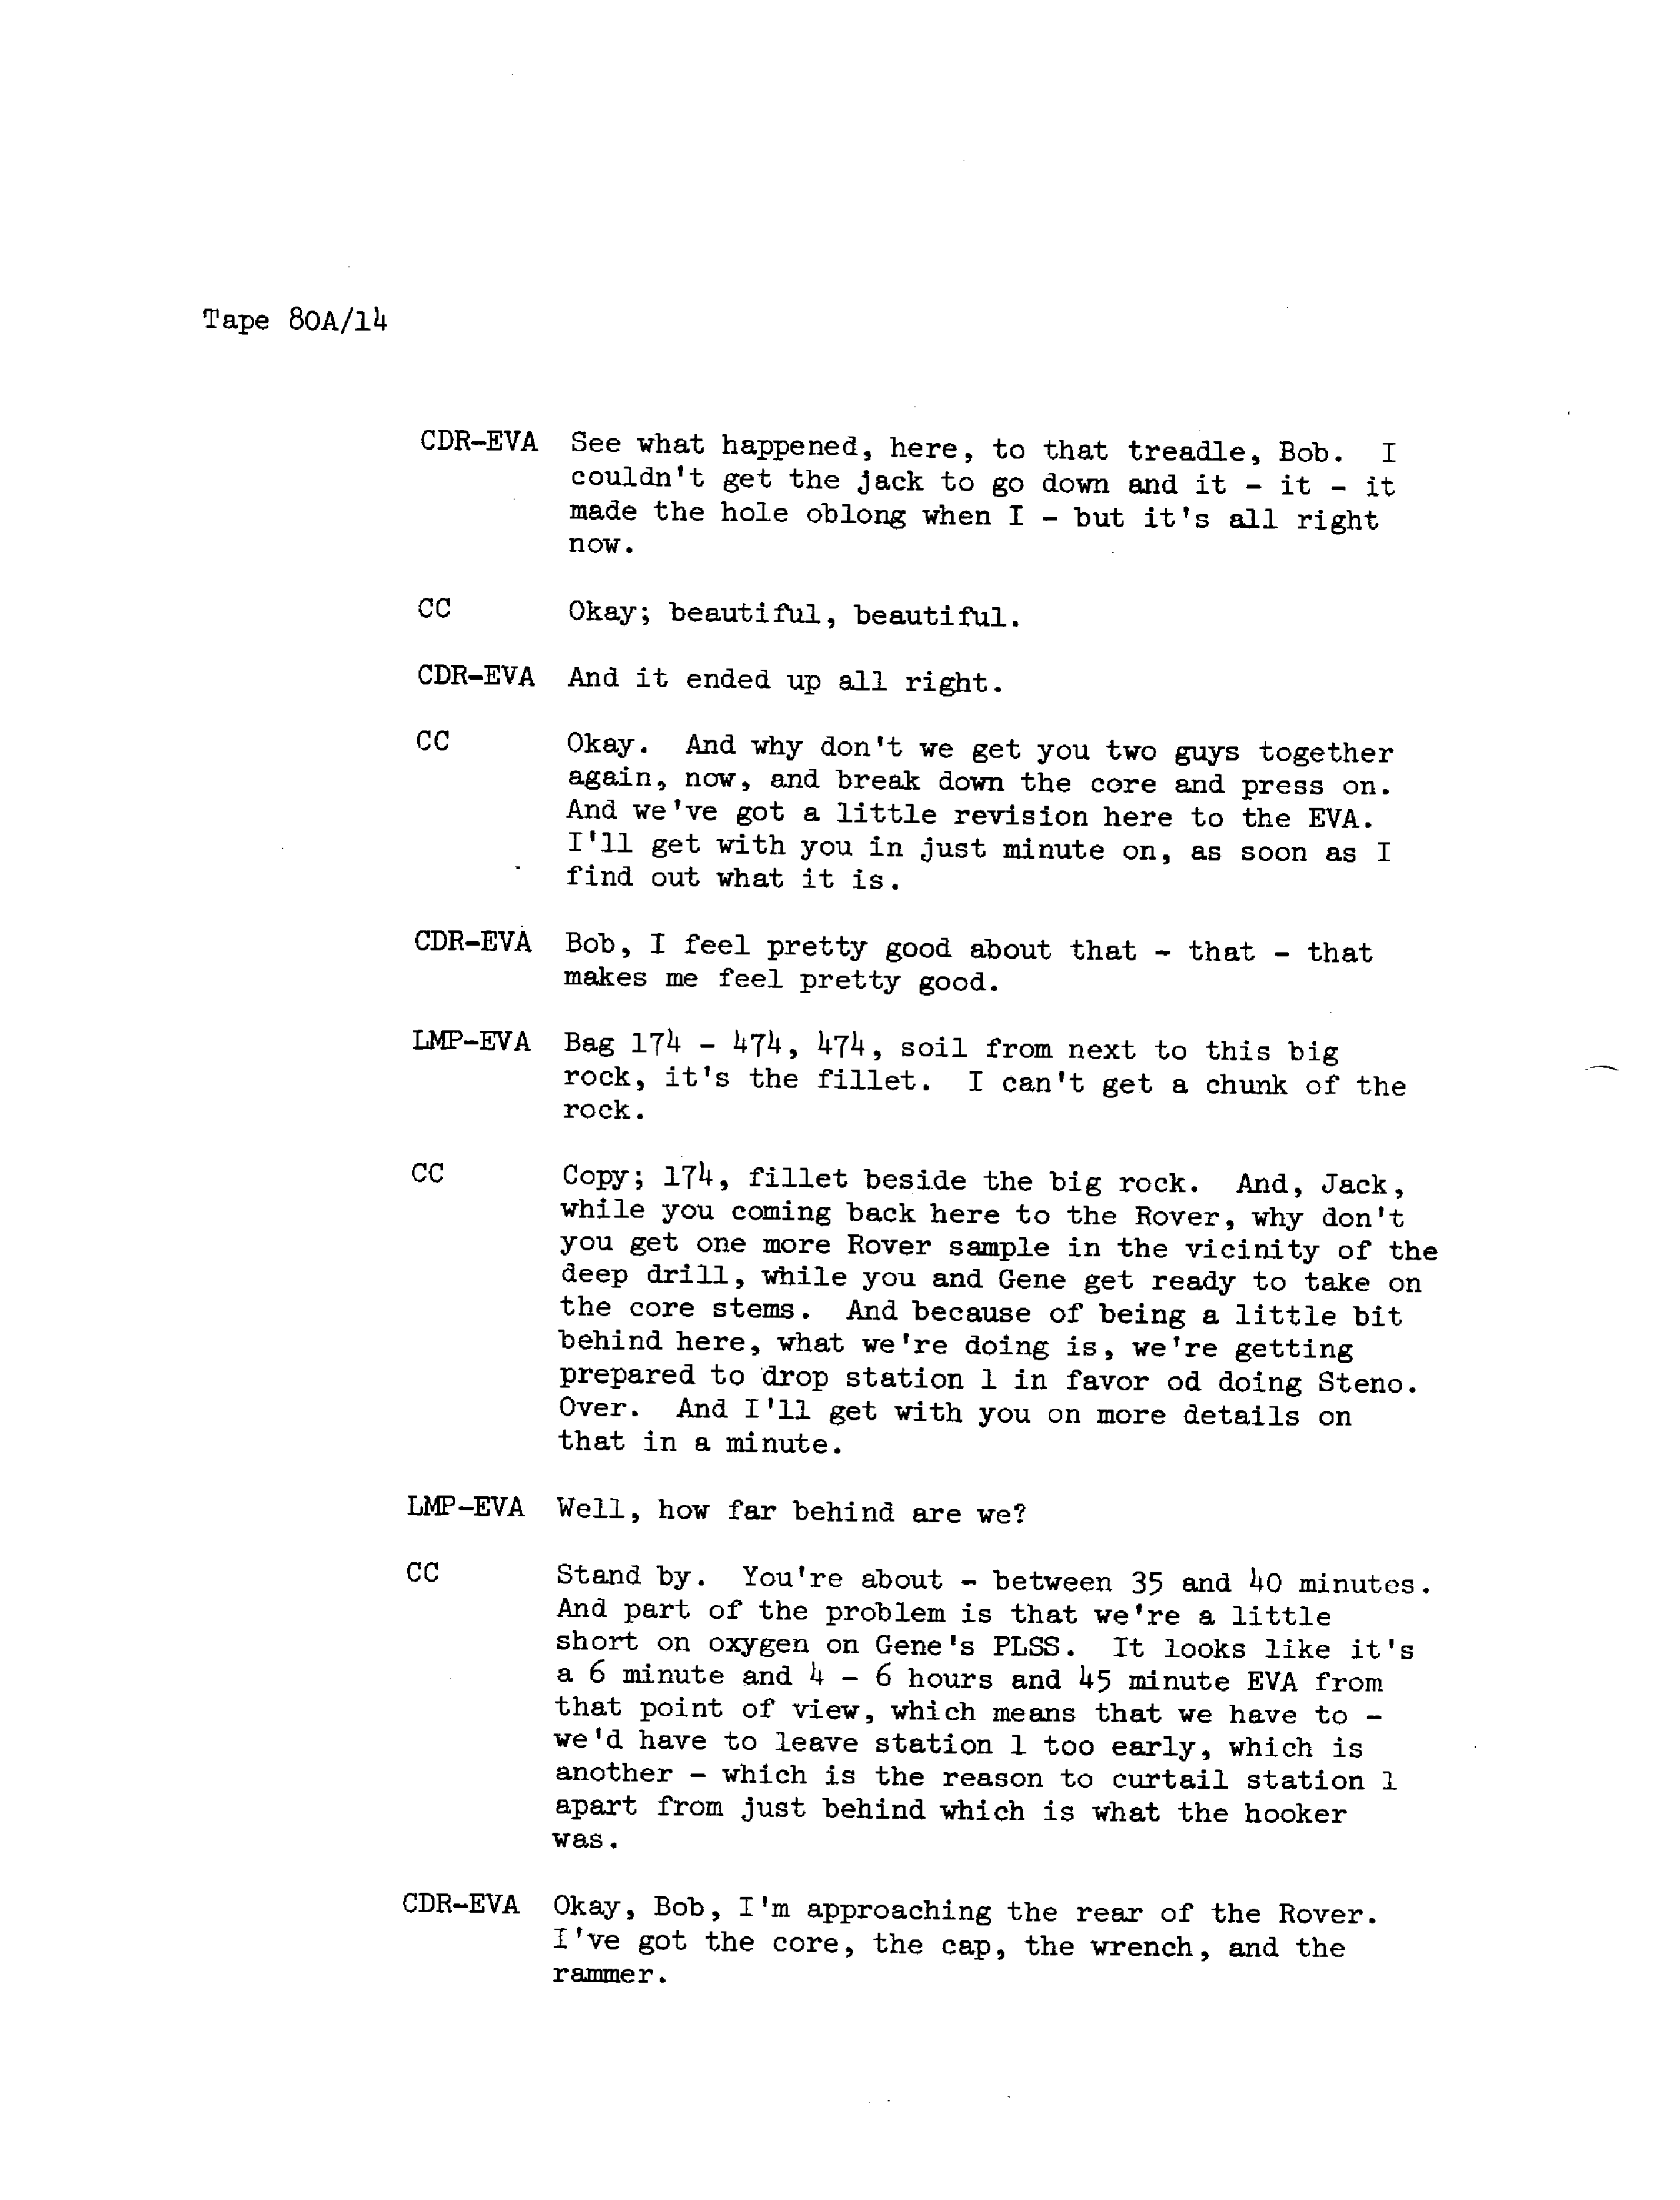 Tape 80A/14
CDR-EVA See what happened, here, to that treadle, Bob. I
couldn't get the jack to go down and it - it - it
made the hole oblong when I - but it's all right
now.
CC Okay; beautiful, beautiful.
CDR-EVA And it ended up all right.
CC Okay. And why don't we get you two guys together
again, now, and break down the core and press on.
And we've got a little revision here to the EVA.
I'll get with you in just minute on, as soon as I
find out what it is.
CDR-EVA Bob, I feel pretty good about that - that - that
makes me feel pretty good.
LMP-EVA Bag 174 - 474, 474, soil from next to this big
rock, it's the fillet. I can't get a chunk of the
rock.
CC Copy; 174, fillet beside the big rock. And, Jack,
while you coming back here to the Rover, why don't
you get one more Rover sample in the vicinity of the
deep drill, while you and Gene get ready to take on
the core stems. And because of being a little bit
behind here, what we're doing is, we're getting
prepared to drop station 1 in favor od doing Steno.
Over. And I'll get with you on more details on
that in a minute.
LMP-EVA Well, how far behind are we?
CC Stand by. You're about - between 35 and 40 minutes.
And part of the problem is that we're a little
short on oxygen on Gene's PLSS. It looks like it's
a 6 minute and 4 - 6 hours and 45 minute EVA from
that point of view, which means that we have to -
we'd have to leave station 1 too early, which is
another - which is the reason to curtail station 1
apart from just behind which is what the hooker
was.
CDR-EVA Okay, Bob, I'm approaching the rear of the Rover.
I've got the core, the cap, the wrench, and the
rammer.